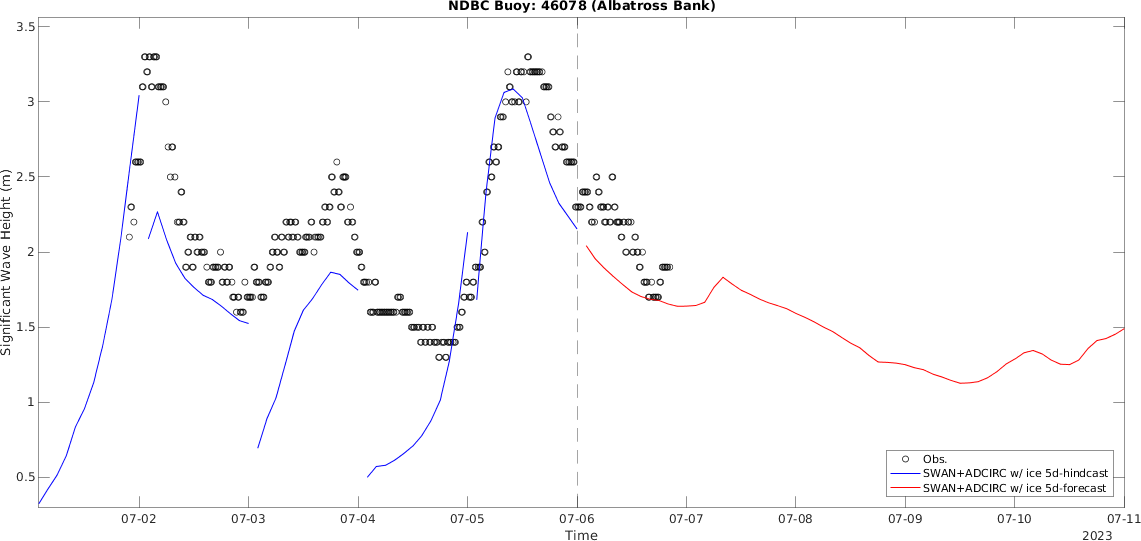 NDBC Buoy: 46078 (Albatross Bank)
3.5
3
2.5
2
1.5
1
0.5
Significant Wave Height (m)
Obs.
SWAN+ADCIRC w/ ice 5d-hindcast
SWAN+ADCIRC w/ ice 5d-forecast
07-02 07-03 07-04 07-05 07-06 07-07 07-08 07-09 07-10 07-11
Time
2023